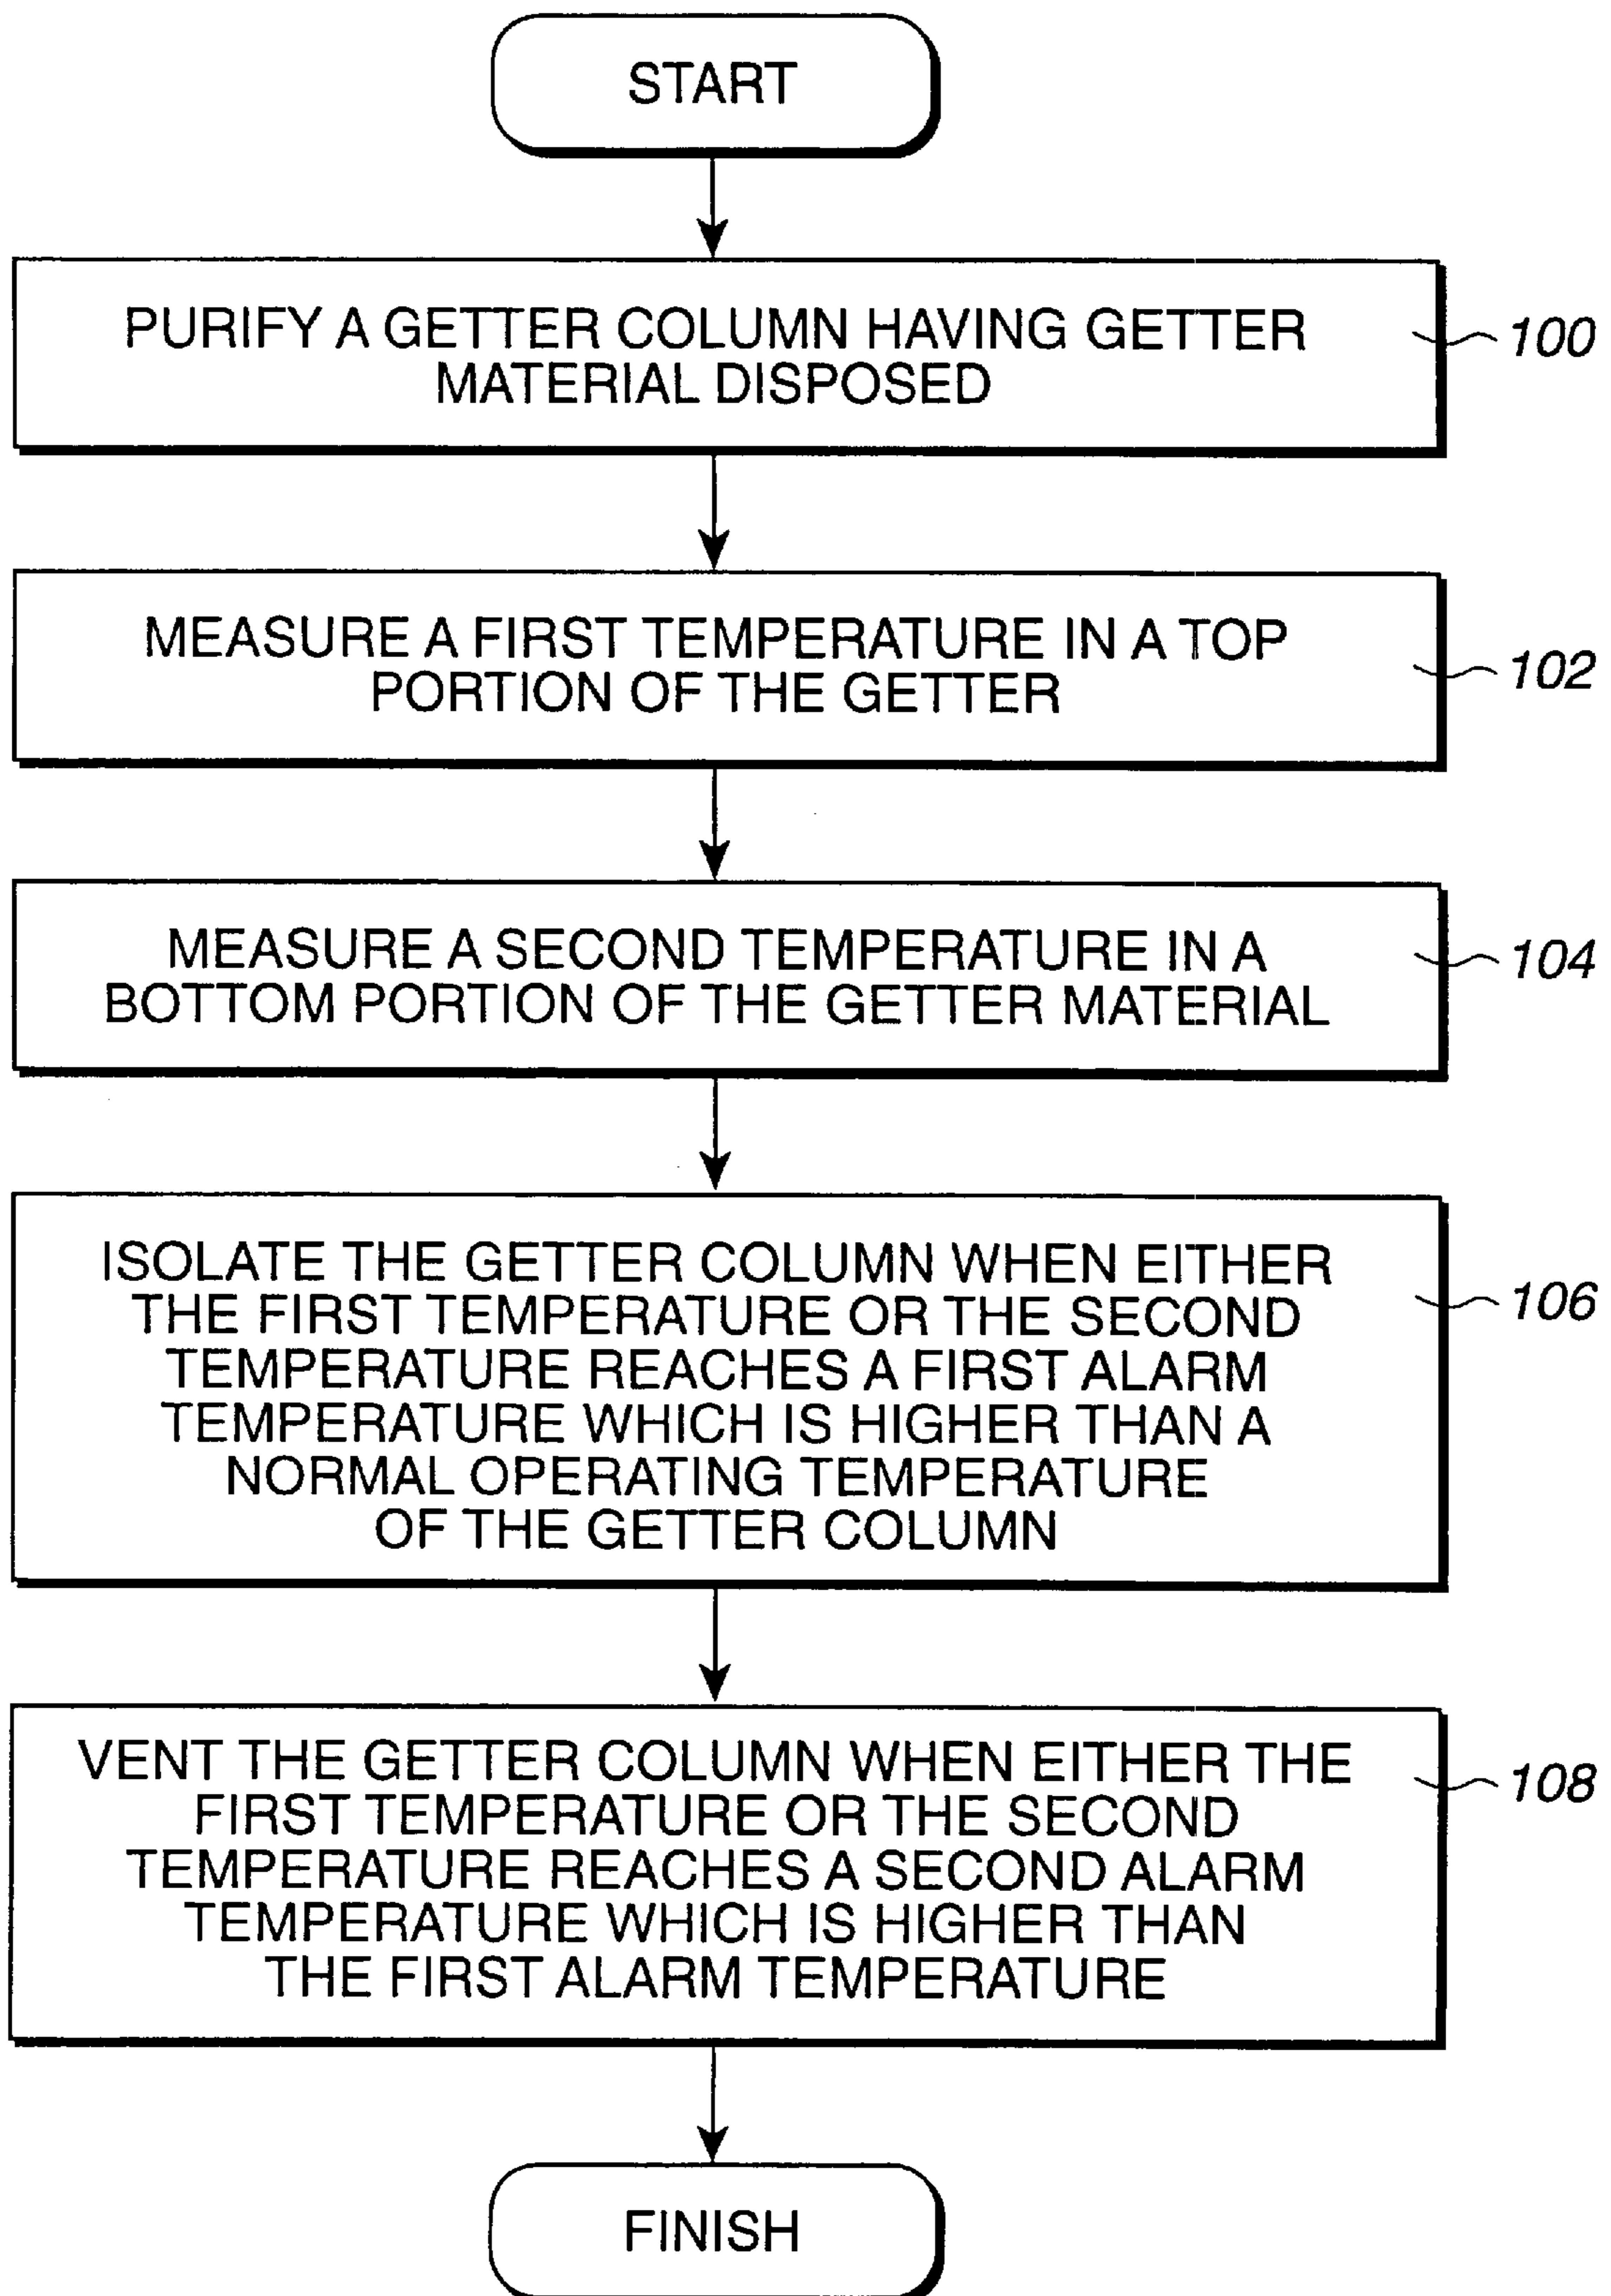 START
PURIFY A GETTER COLUMN HAVING GETTER
MATERIAL DISPOSED
100
MEASURE A FIRST TEMPERATURE IN A TOP
PORTION OF THE GETTER
102
MEASURE A SECOND TEMPERATURE IN A
BOTTOM PORTION OF THE GETTER MATERIAL
104
ISOLATE THE GETTER COLUMN WHEN EITHER
THE FIRST TEMPERATURE OR THE SECOND
TEMPERATURE REACHES A FIRST ALARM
TEMPERATURE WHICH IS HIGHER THAN A
NORMAL OPERATING TEMPERATURE
OF THE GETTER COLUMN
106
VENT THE GETTER COLUMN WHEN EITHER THE
FIRST TEMPERATURE OR THE SECOND
TEMPERATURE REACHES A SECOND ALARM
TEMPERATURE WHICH IS HIGHER THAN
THE FIRST ALARM TEMPERATURE
108
FINISH